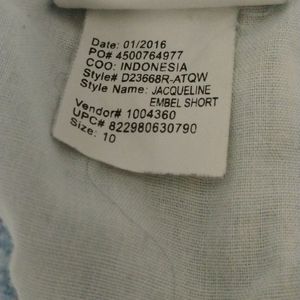 Date: 01/2016
PO# 4500764977
COO: INDONESIA
Style# D23668R-ATQW
Style Name: JACQUELINE
EMBEL SHORT
Vendor# 1004360
UPC# 822980630790
Size: 10